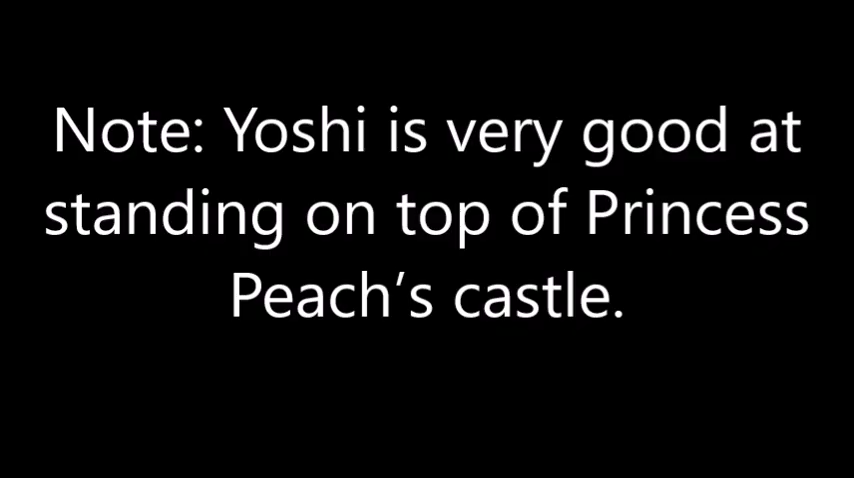 Note: Yoshi is very good at
standing on top of Princess
Peach’s castle.